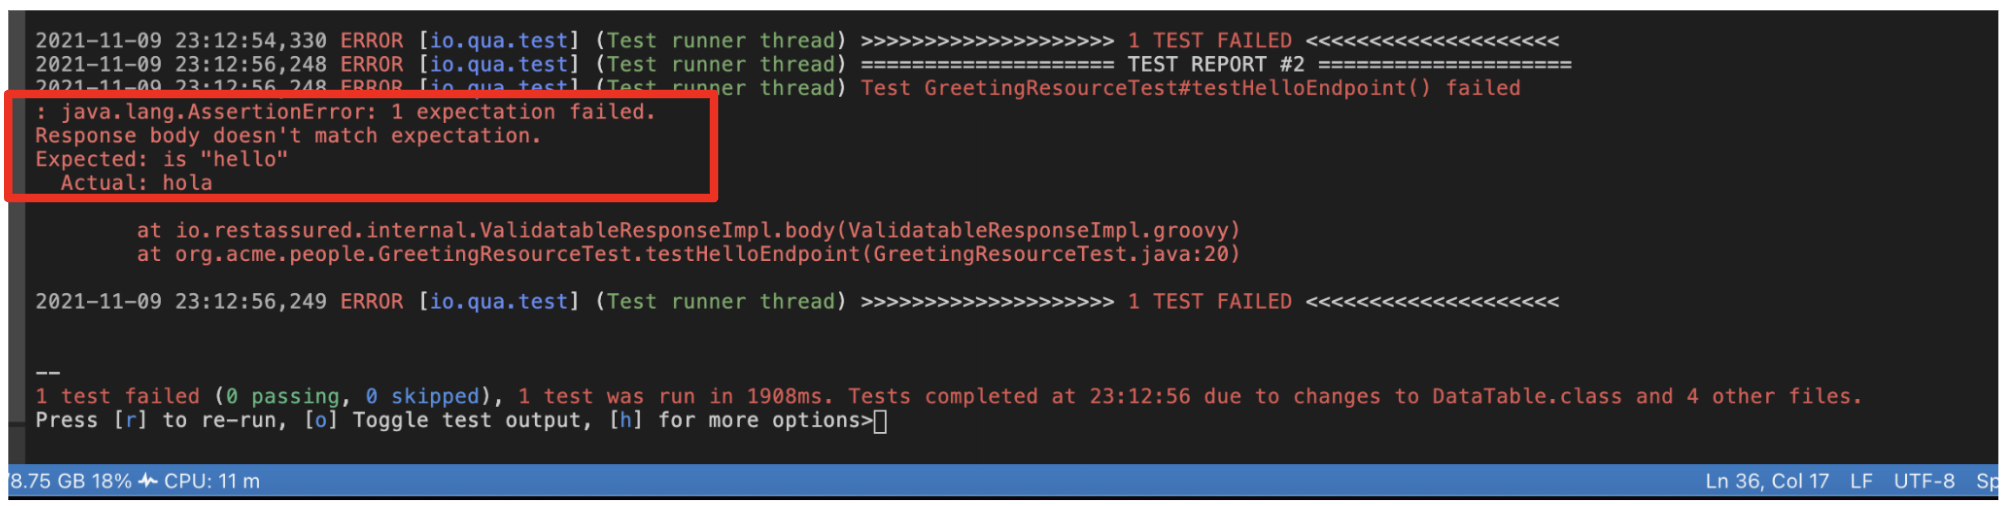 2021-11-09 23:12:54,330 ERROR [io.qua.test] (Test runner thread) >>>>>>>>>>>>>>>>>>>> 1 TEST FAILED <<<<<<<<<<<<<<<<<<<<
2021-11-09 23:12:56,248 ERROR [io.qua.test] (Test runner thread) ==================== TEST REPORT #2 ====================
2021-11-09 23:12:56,248 ERROR [io.qua.test] (Test runner thread) Test GreetingResourceTest#testHelloEndpoint() failed
: java.lang.AssertionError: 1 expectation failed.
Response body doesn't match expectation.
Expected: is "hello"
  Actual: hola
        at io.restassured.internal.ValidatableResponseImpl.body(ValidatableResponseImpl.groovy)
        at org.acme.people.GreetingResourceTest.testHelloEndpoint(GreetingResourceTest.java:20)
2021-11-09 23:12:56,249 ERROR [io.qua.test] (Test runner thread) >>>>>>>>>>>>>>>>>>>> 1 TEST FAILED <<<<<<<<<<<<<<<<<<<<
--
1 test failed (0 passing, 0 skipped), 1 test was run in 1908ms. Tests completed at 23:12:56 due to changes to DataTable.class and 4 other files.
Press [r] to re-run, [o] Toggle test output, [h] for more options>
8.75 GB 18% CPU: 11 m Ln 36, Col 17 LF UTF-8 Sp